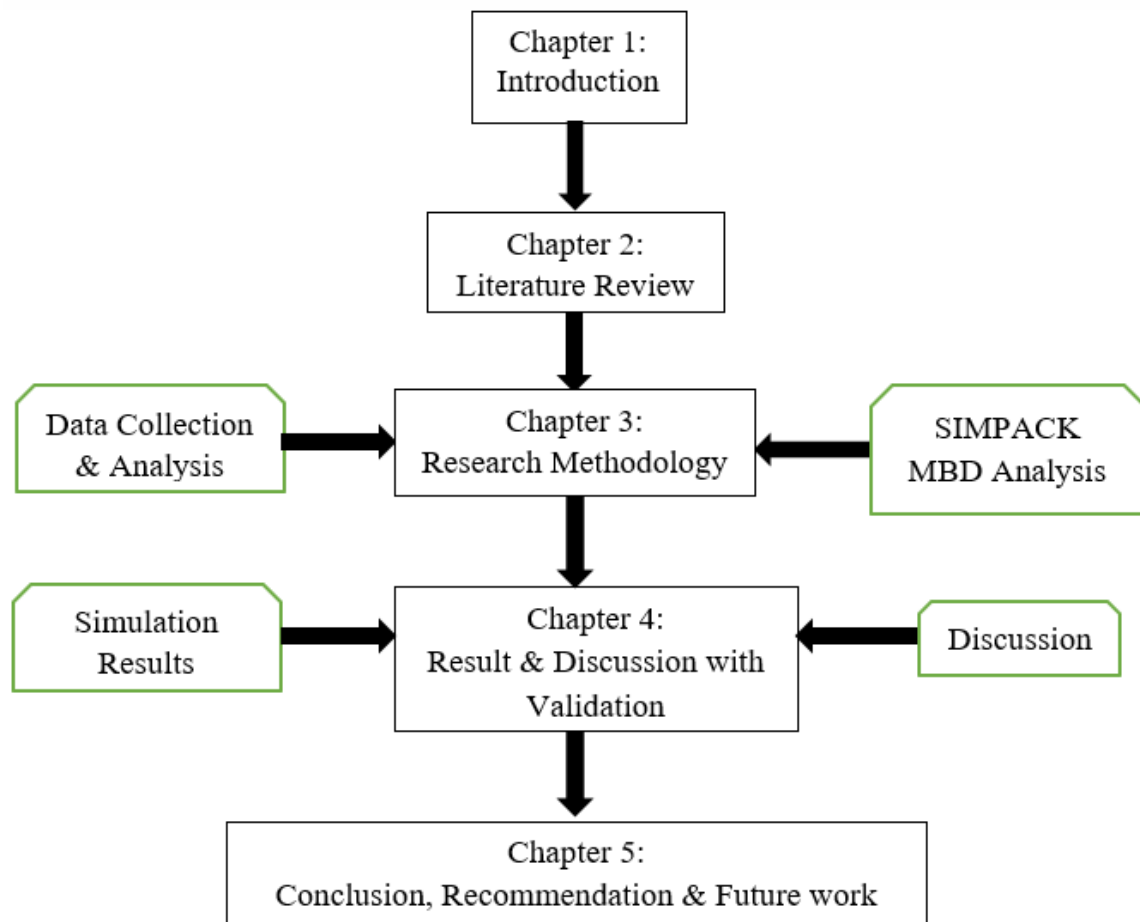 Chapter 1:
Introduction
Chapter 2:
Literature Review
Data Collection
& Analysis
Chapter 3:
Research Methodology
SIMPACK
MBD Analysis
Simulation
Results
Chapter 4:
Result & Discussion with
Validation
Discussion
Chapter 5:
Conclusion, Recommendation & Future work